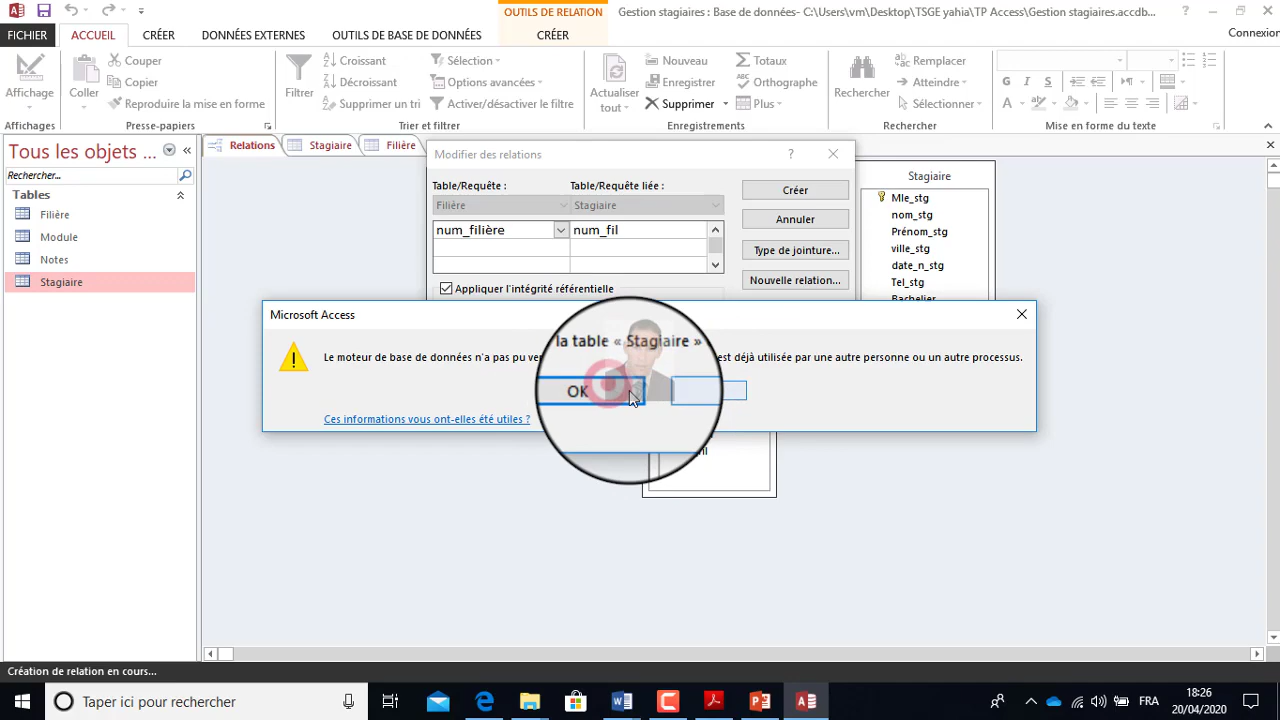 OUTILS DE RELATION
Gestion stagiaires : Base de données- C:\Users\vm\Desktop\TSGE yahia\TP Access\Gestion stagiaires.accdb...
FICHIER
ACCUEIL
CRÉER
DONNÉES EXTERNES
OUTILS DE BASE DE DONNÉES
CRÉER
Connexion
Affichage
Coller
Couper
Copier
Reproduire la mise en forme
Filtrer
Croissant
Décroissant
Supprimer un tri
Sélection
Options avancées
Activer/désactiver le filtre
Actualiser tout
Nouveau
Enregistrer
Supprimer
Totaux
Orthographe
Plus
Rechercher
Remplacer
Atteindre
Sélectionner
G I S
A
Affichages
Presse-papiers
Trier et filtrer
Enregistrements
Rechercher
Mise en forme du texte
Tous les objets ...
Rechercher...
Tables
Filière
Module
Notes
Stagiaire
Relations
Stagiaire
Filière
Modifier des relations
?
Table/Requête :
Table/Requête liée :
Filière
Stagiaire
num_filière
num_fil
Créer
Annuler
Type de jointure...
Nouvelle relation...
Appliquer l'intégrité référentielle
Stagiaire
Mle_stg
nom_stg
Prénom_stg
ville_stg
date_n_stg
Tel_stg
Bachelier
Microsoft Access
Le moteur de base de données n'a pas pu ver
la table « Stagiaire »
est déjà utilisée par une autre personne ou un autre processus.
OK
Ces informations vous ont-elles été utiles ?
Création de relation en cours...
Taper ici pour rechercher
FRA
18:26
20/04/2020